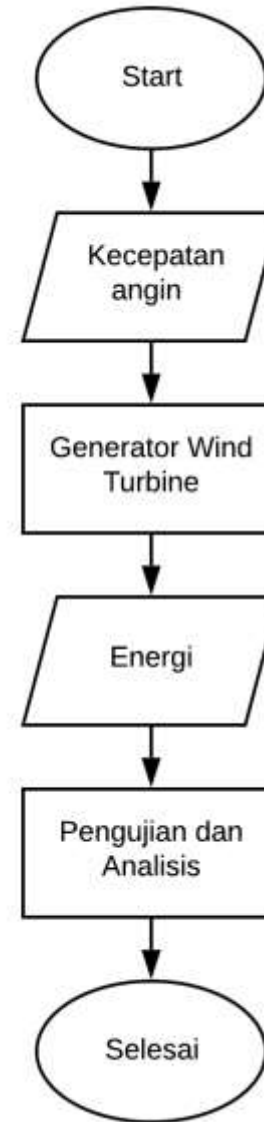 Start
Kecepatan
angin
Generator Wind
Turbine
Energi
Pengujian dan
Analisis
Selesai